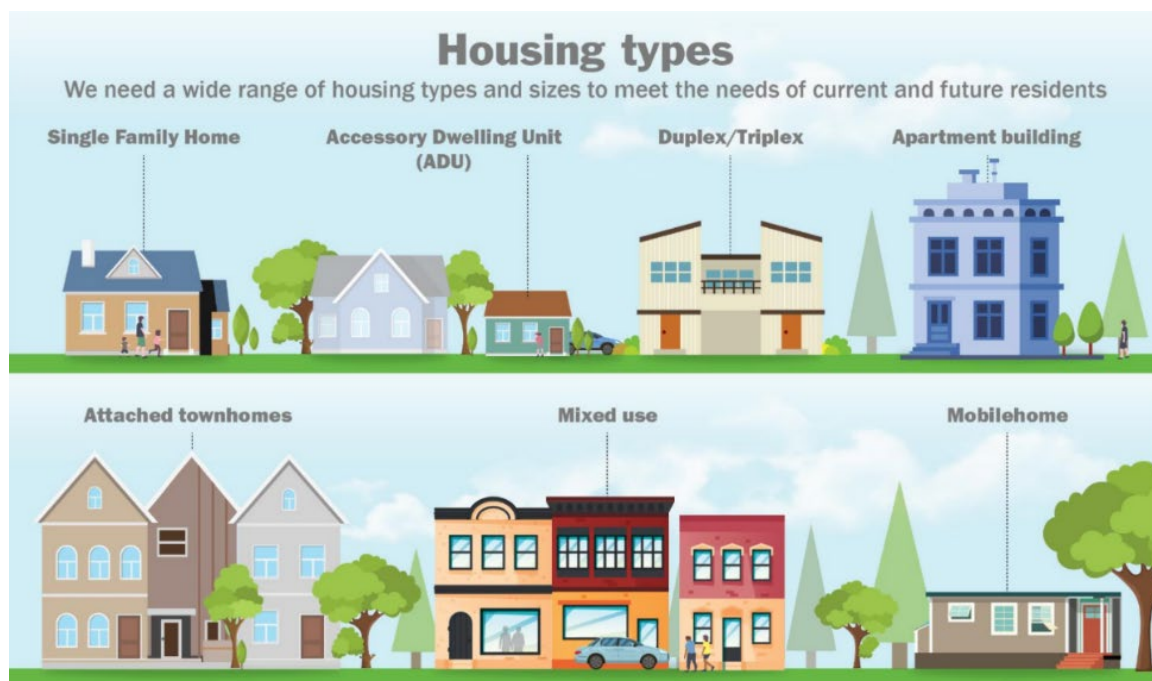 Housing types
We need a wide range of housing types and sizes to meet the needs of current and future residents
Single Family Home
Accessory Dwelling Unit
(ADU)
Duplex/Triplex
Apartment building
Attached townhomes
Mixed use
Mobilehome